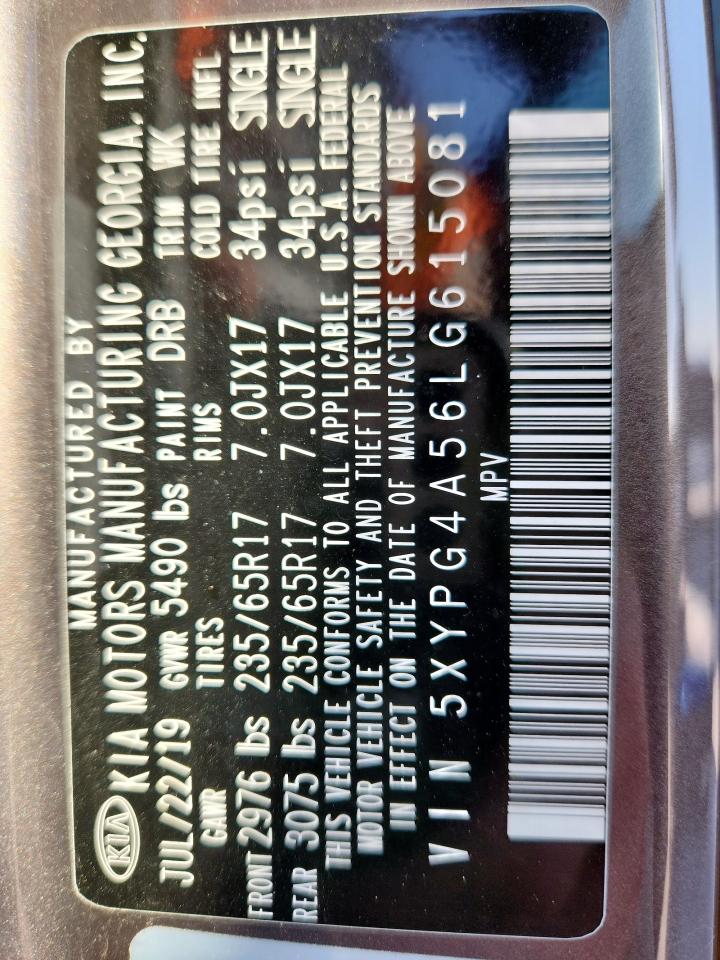 MANUFACTURED BY
KIA KIA MOTORS MANUFACTURING GEORGIA, INC.
JUL/22/19 GVWR 5490 lbs PAINT DRB TRIM WK
GAWR TIRES RIMS COLD TIRE INFL
FRONT 2976 lbs 235/65R17 7.0JX17 34psi SINGLE
REAR 3075 lbs 235/65R17 7.0JX17 34psi SINGLE
THIS VEHICLE CONFORMS TO ALL APPLICABLE U.S.A. FEDERAL
MOTOR VEHICLE SAFETY AND THEFT PREVENTION STANDARDS
IN EFFECT ON THE DATE OF MANUFACTURE SHOWN ABOVE
VIN 5XYPG4A56LG615081
MPV